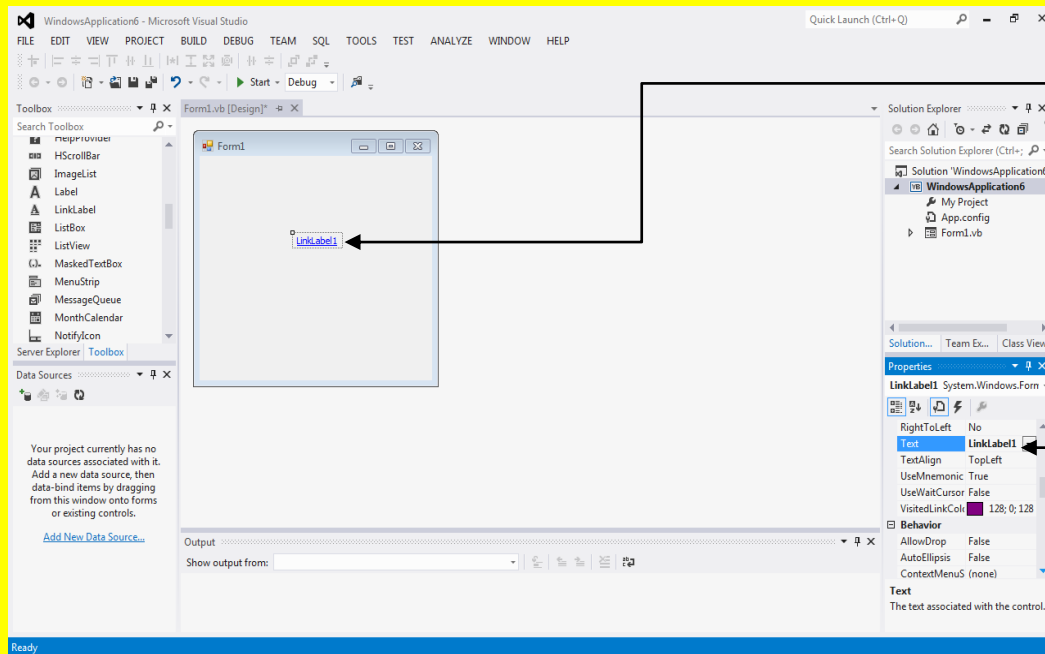 WindowsApplication6 - Microsoft Visual Studio
Quick Launch (Ctrl+Q)
FILE EDIT VIEW PROJECT BUILD DEBUG TEAM SQL TOOLS TEST ANALYZE WINDOW HELP
Start Debug
Toolbox
Search Toolbox
HelpProvider
HScrollBar
ImageList
Label
LinkLabel
ListBox
ListView
MaskedTextBox
MenuStrip
MessageQueue
MonthCalendar
NotifyIcon
Server Explorer Toolbox
Data Sources
Your project currently has no
data sources associated with it.
Add a new data source, then
data-bind items by dragging
from this window onto forms
or existing controls.
Add New Data Source...
Form1.vb [Design]*
Form1
LinkLabel1
Output
Show output from:
Solution Explorer
Search Solution Explorer (Ctrl+;
Solution 'WindowsApplication6
VB WindowsApplication6
My Project
App.config
Form1.vb
Solution... Team Ex... Class View
Properties
LinkLabel1 System.Windows.Form
RightToLeft No
Text LinkLabel1
TextAlign TopLeft
UseMnemonic True
UseWaitCursor False
VisitedLinkColo 128; 0; 128
Behavior
AllowDrop False
AutoEllipsis False
ContextMenuS (none)
Text
The text associated with the control.
Ready